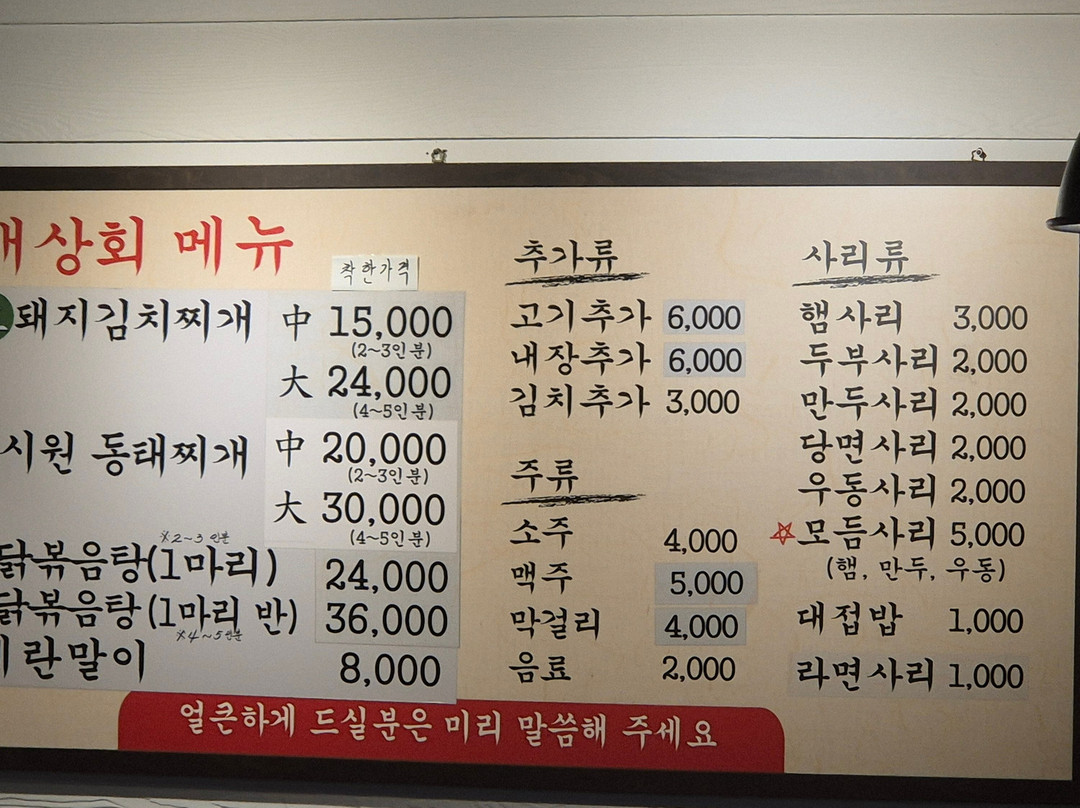 상회 메뉴
착한가격
돼지김치찌개 中 15,000
(2~3인분)
大 24,000
(4~5인분)
시원 동태찌개 中 20,000
(2~3인분)
大 30,000
(4~5인분)
※2~3인분
닭볶음탕(1마리) 24,000
닭볶음탕(1마리 반) 36,000
※4~5인분
란말이 8,000
추가류
고기추가 6,000
내장추가 6,000
김치추가 3,000
주류
소주 4,000
맥주 5,000
막걸리 4,000
음료 2,000
사리류
햄사리 3,000
두부사리 2,000
만두사리 2,000
당면사리 2,000
우동사리 2,000
모듬사리 5,000
(햄, 만두, 우동)
대접밥 1,000
라면사리 1,000
얼큰하게 드실분은 미리 말씀해 주세요